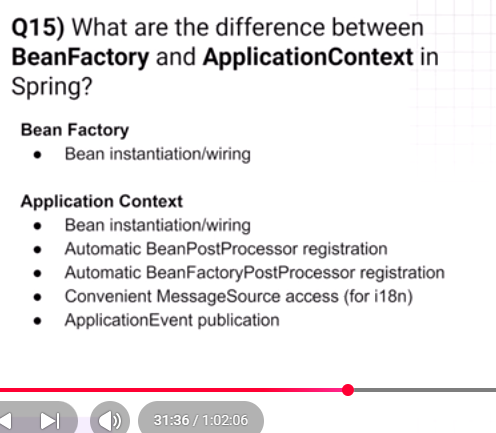 Q15) What are the difference between
BeanFactory and ApplicationContext in
Spring?
Bean Factory
● Bean instantiation/wiring
Application Context
● Bean instantiation/wiring
● Automatic BeanPostProcessor registration
● Automatic BeanFactoryPostProcessor registration
● Convenient MessageSource access (for i18n)
● ApplicationEvent publication
31:36 / 1:02:06